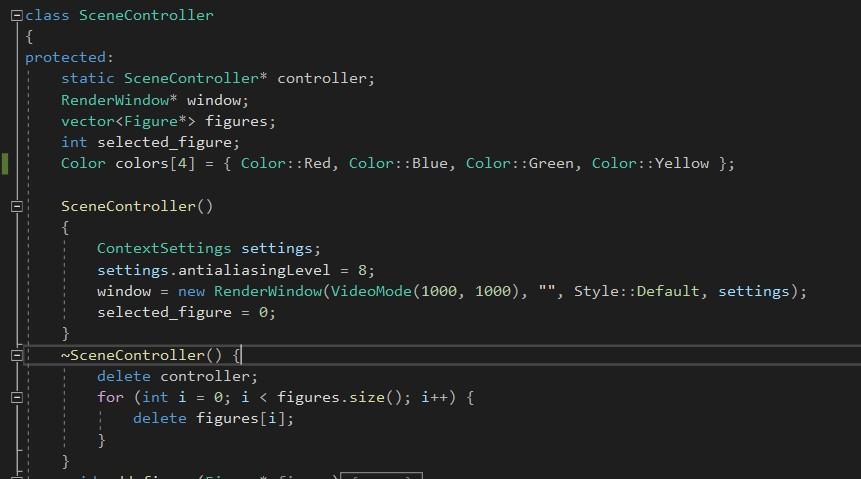 class SceneController
{
protected:
    static SceneController* controller;
    RenderWindow* window;
    vector<Figure*> figures;
    int selected_figure;
    Color colors[4] = { Color::Red, Color::Blue, Color::Green, Color::Yellow };

    SceneController()
    {
        ContextSettings settings;
        settings.antialiasingLevel = 8;
        window = new RenderWindow(VideoMode(1000, 1000), "", Style::Default, settings);
        selected_figure = 0;
    }
    ~SceneController() {
        delete controller;
        for (int i = 0; i < figures.size(); i++) {
            delete figures[i];
        }
    }